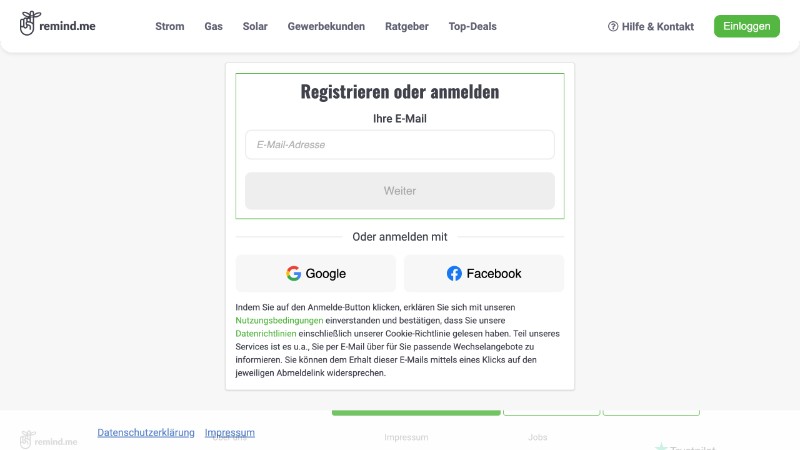 remind.me
Strom Gas Solar Gewerbekunden Ratgeber Top-Deals
Hilfe & Kontakt
Einloggen
Registrieren oder anmelden
Ihre E-Mail
E-Mail-Adresse
Weiter
Oder anmelden mit
Google
Facebook
Indem Sie auf den Anmelde-Button klicken, erklären Sie sich mit unseren
Nutzungsbedingungen einverstanden und bestätigen, dass Sie unsere
Datenrichtlinien einschließlich unserer Cookie-Richtlinie gelesen haben. Teil unseres
Services ist es u.a., Sie per E-Mail über für Sie passende Wechselangebote zu
informieren. Sie können dem Erhalt dieser E-Mails mittels eines Klicks auf den
jeweiligen Abmeldelink widersprechen.
Datenschutzerklärung Impressum
remind.me
Über uns
Impressum
Jobs
Trustpilot